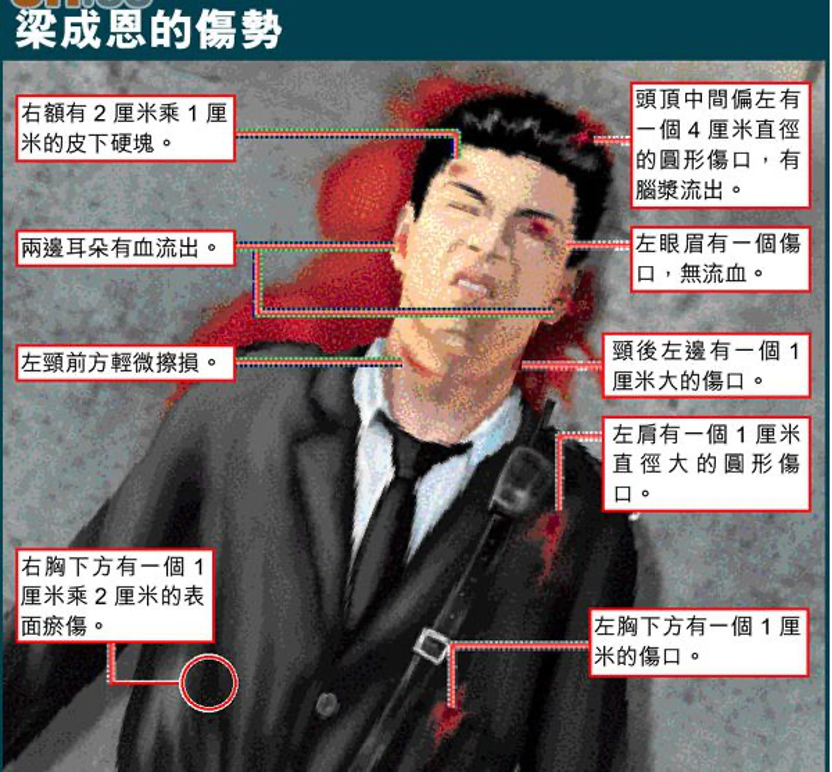 梁成恩的傷勢
右額有 2 厘米乘 1 厘
米的皮下硬塊。
頭頂中間偏左有
一個 4 厘米直徑
的圓形傷口，有
腦漿流出。
兩邊耳朵有血流出。
左眼眉有一個傷
口，無流血。
左頸前方輕微擦損。
頸後左邊有一個 1
厘米大的傷口。
左肩有一個 1 厘米
直徑大的圓形傷
口。
右胸下方有一個 1
厘米乘 2 厘米的表
面瘀傷。
左胸下方有一個 1 厘
米的傷口。